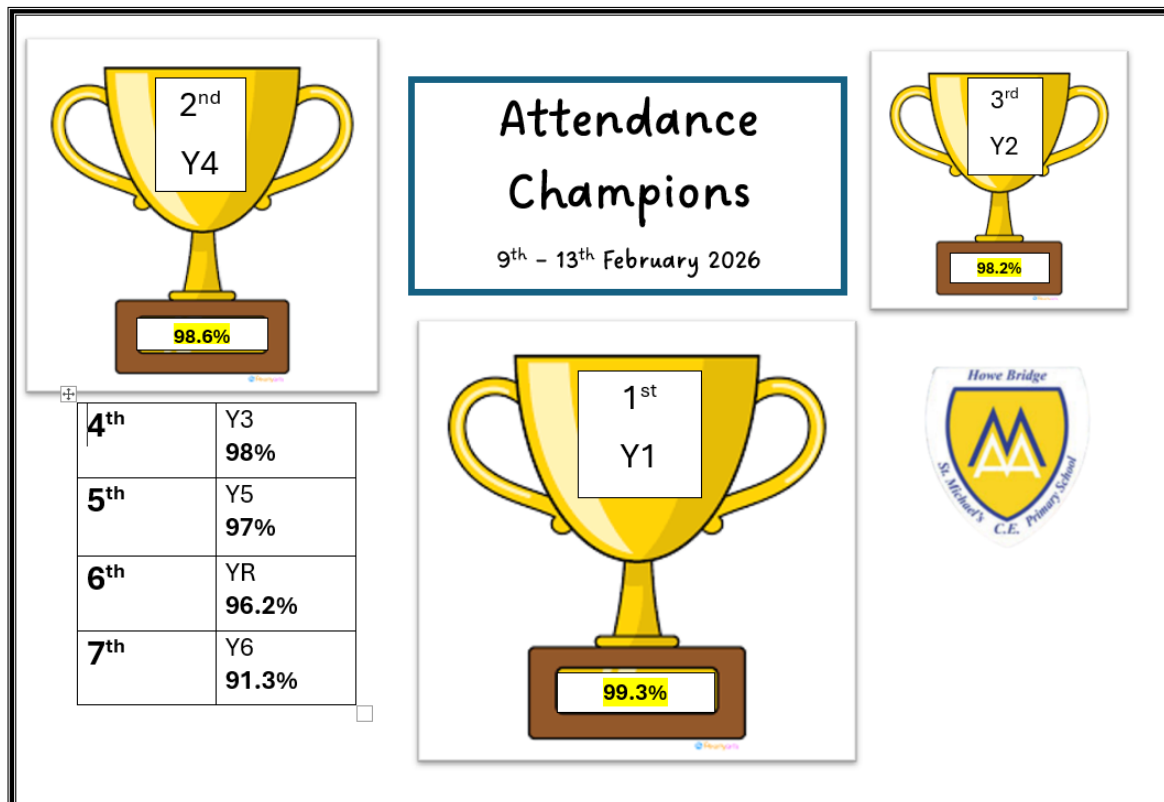 2nd
Y4
98.6%
Attendance
Champions
9th – 13th February 2026
3rd
Y2
98.2%
4th Y3
98%
5th Y5
97%
6th YR
96.2%
7th Y6
91.3%
1st
Y1
99.3%
Howe Bridge
St. Michael's C.E. Primary School